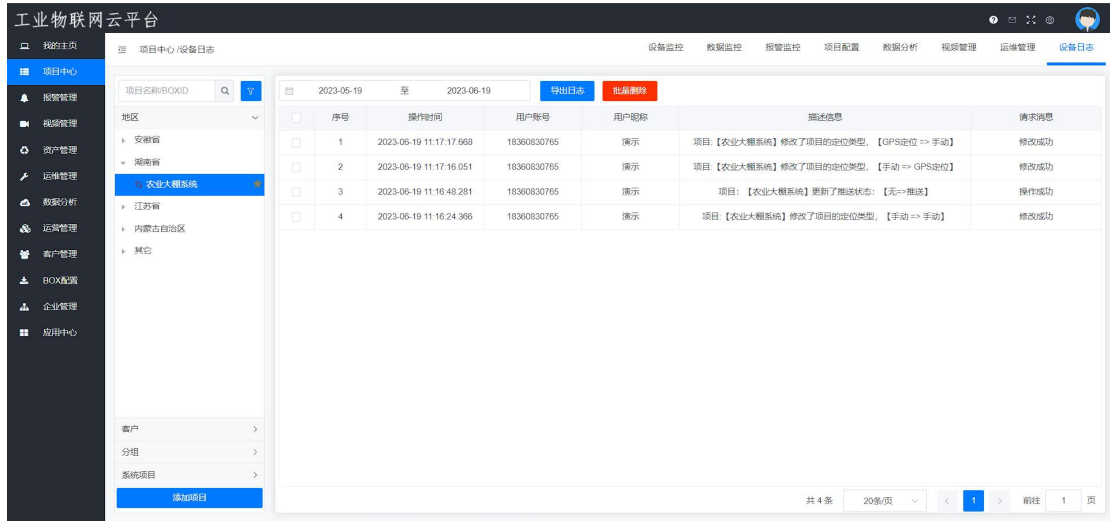 工业物联网云平台
我的主页
项目中心
报警管理
视频管理
资产管理
运维管理
数据分析
运营管理
客户管理
BOX配置
企业管理
应用中心
项目中心 /设备日志
设备监控 数据监控 报警监控 项目配置 数据分析 视频管理 运维管理 设备日志
项目名称/BOXID
地区
安徽省
湖南省
农业大棚系统
江苏省
内蒙古自治区
其它
客户
分组
系统项目
添加项目
2023-05-19 至 2023-06-19 导出日志 批量删除
序号 操作时间 用户账号 用户昵称 描述信息 请求消息
1 2023-06-19 11:17:17.668 18360830765 演示 项目:【农业大棚系统】修改了项目的定位类型, 【GPS定位 => 手动】 修改成功
2 2023-06-19 11:17:16.051 18360830765 演示 项目:【农业大棚系统】修改了项目的定位类型, 【手动 => GPS定位】 修改成功
3 2023-06-19 11:16:48.281 18360830765 演示 项目: 【农业大棚系统】更新了推送状态: 【无=>推送】 操作成功
4 2023-06-19 11:16:24.366 18360830765 演示 项目:【农业大棚系统】修改了项目的定位类型, 【手动 => 手动】 修改成功
共 4 条 20条/页 1 前往 1 页